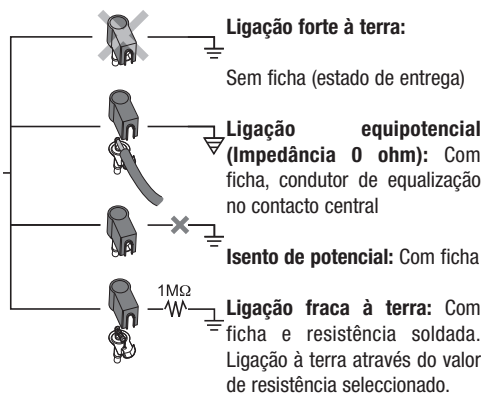 Ligação forte à terra:
Sem ficha (estado de entrega)
Ligação equipotencial
(Impedância 0 ohm): Com
ficha, condutor de equalização
no contacto central
Isento de potencial: Com ficha
1MΩ
Ligação fraca à terra: Com
ficha e resistência soldada.
Ligação à terra através do valor
de resistência seleccionado.